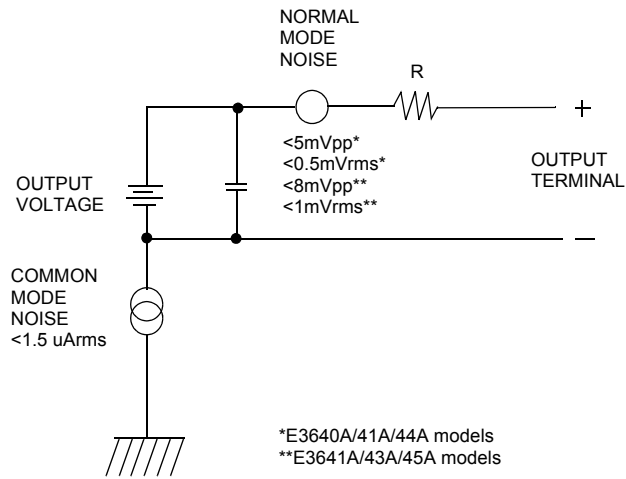 NORMAL
MODE
NOISE
R
+
<5mVpp*
<0.5mVrms*
<8mVpp**
<1mVrms**
OUTPUT
TERMINAL
OUTPUT
VOLTAGE
–
COMMON
MODE
NOISE
<1.5 uArms
*E3640A/41A/44A models
**E3641A/43A/45A models